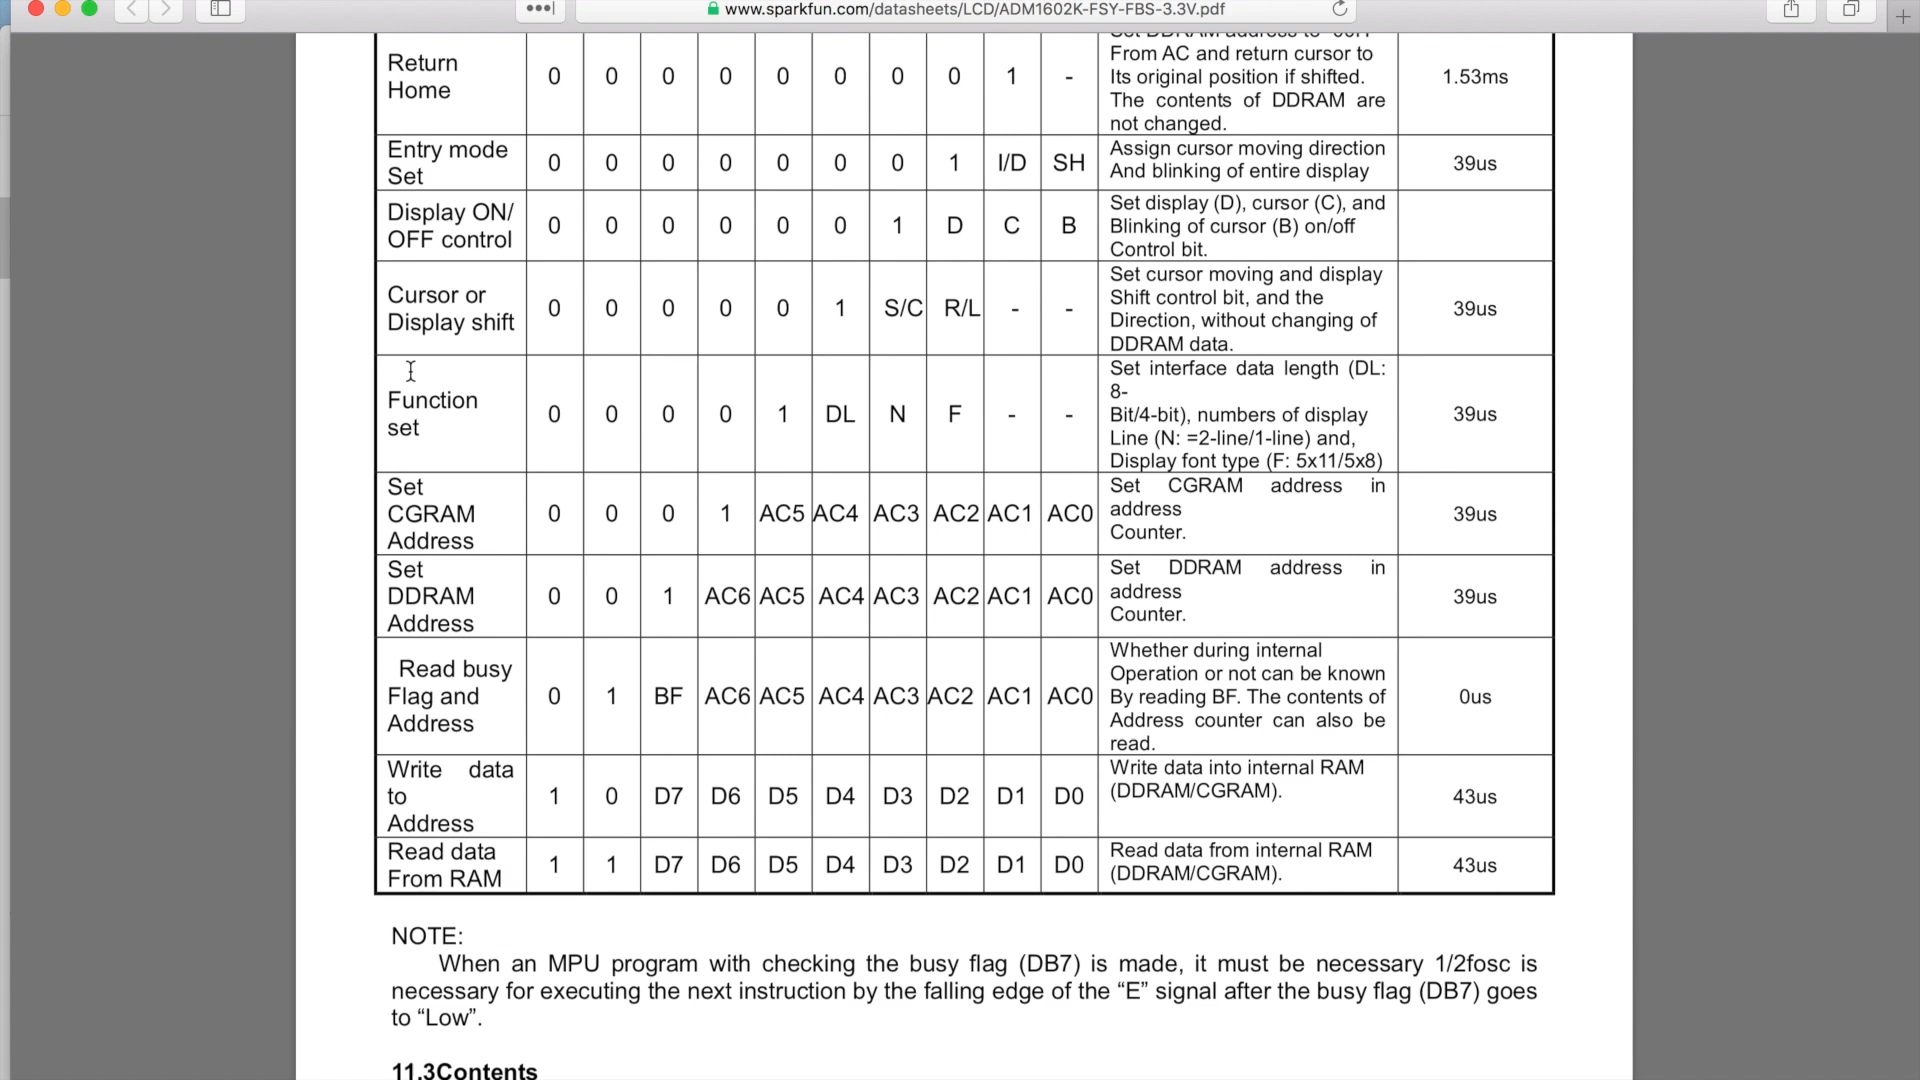 www.sparkfun.com/datasheets/LCD/ADM1602K-FSY-FBS-3.3V.pdf
Return
Home
0 0 0 0 0 0 0 0 1 -
From AC and return cursor to
Its original position if shifted.
The contents of DDRAM are
not changed.
1.53ms
Entry mode
Set
0 0 0 0 0 0 0 1 I/D SH
Assign cursor moving direction
And blinking of entire display
39us
Display ON/
OFF control
0 0 0 0 0 0 1 D C B
Set display (D), cursor (C), and
Blinking of cursor (B) on/off
Control bit.
Cursor or
Display shift
0 0 0 0 0 1 S/C R/L - -
Set cursor moving and display
Shift control bit, and the
Direction, without changing of
DDRAM data.
39us
Function
set
0 0 0 0 1 DL N F - -
Set interface data length (DL:
8-
Bit/4-bit), numbers of display
Line (N: =2-line/1-line) and,
Display font type (F: 5x11/5x8)
39us
Set
CGRAM
Address
0 0 0 1 AC5 AC4 AC3 AC2 AC1 AC0
Set CGRAM address in
address
Counter.
39us
Set
DDRAM
Address
0 0 1 AC6 AC5 AC4 AC3 AC2 AC1 AC0
Set DDRAM address in
address
Counter.
39us
Read busy
Flag and
Address
0 1 BF AC6 AC5 AC4 AC3 AC2 AC1 AC0
Whether during internal
Operation or not can be known
By reading BF. The contents of
Address counter can also be
read.
0us
Write data
to
Address
1 0 D7 D6 D5 D4 D3 D2 D1 D0
Write data into internal RAM
(DDRAM/CGRAM).
43us
Read data
From RAM
1 1 D7 D6 D5 D4 D3 D2 D1 D0
Read data from internal RAM
(DDRAM/CGRAM).
43us
NOTE:
When an MPU program with checking the busy flag (DB7) is made, it must be necessary 1/2fosc is
necessary for executing the next instruction by the falling edge of the “E” signal after the busy flag (DB7) goes
to “Low”.
11.3Contents